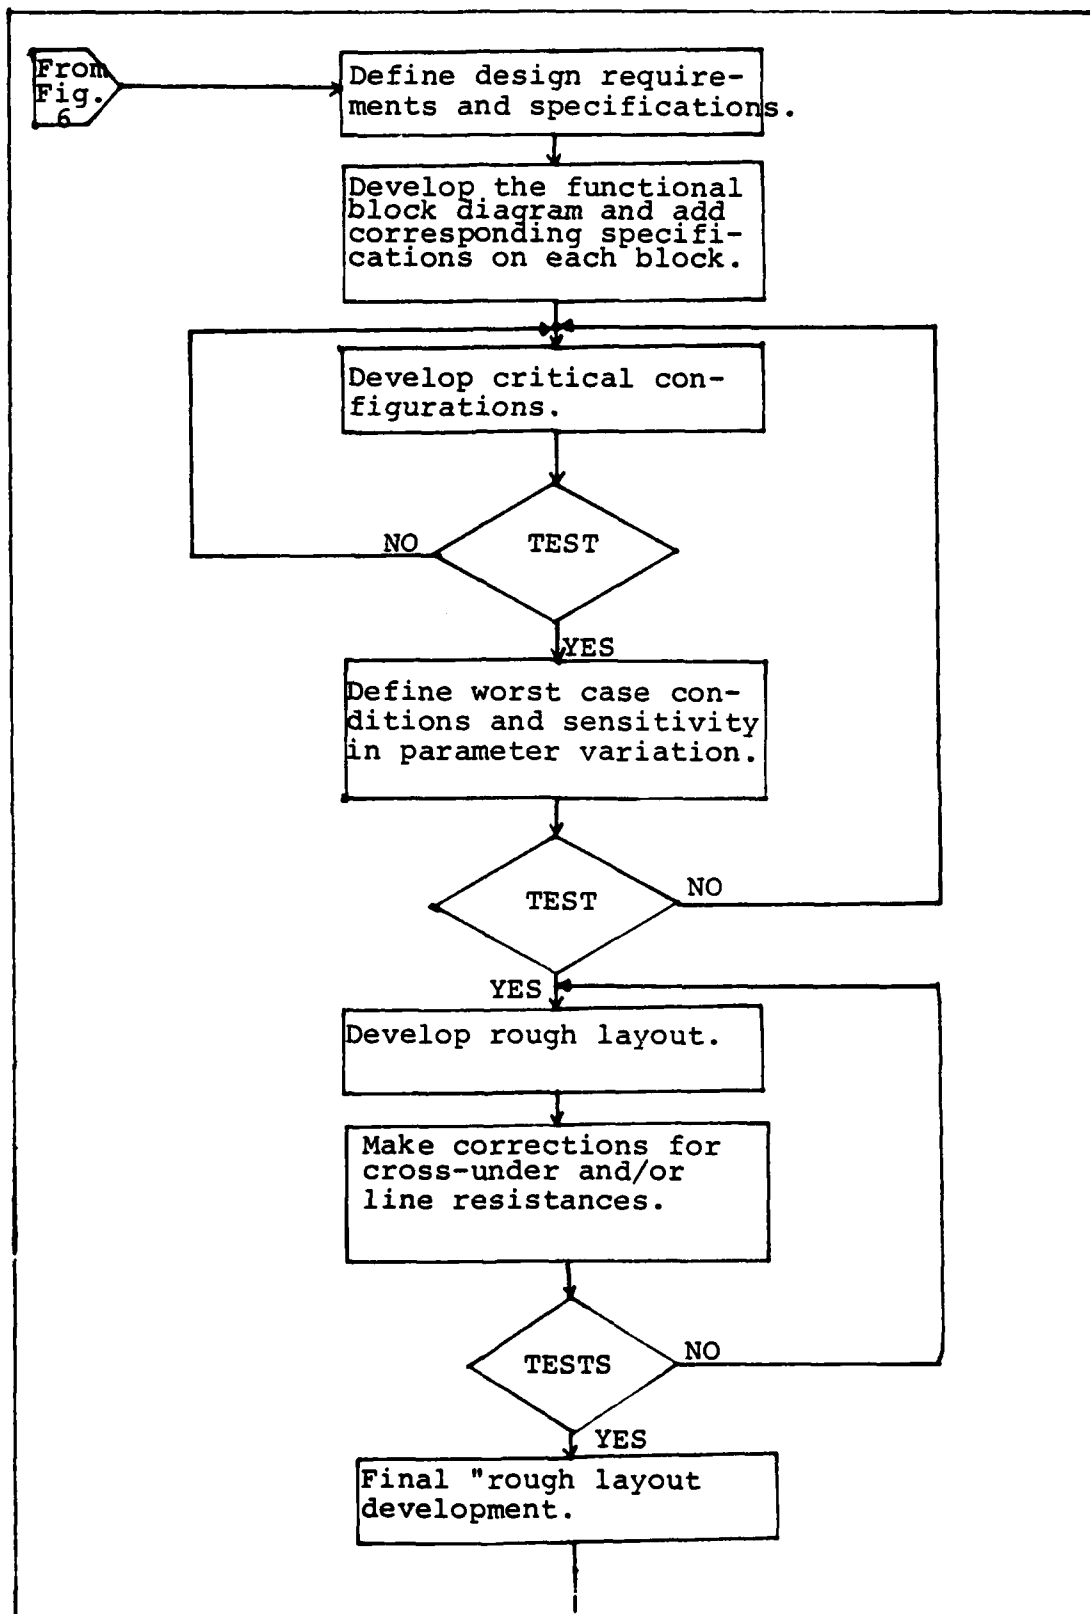 From
Fig.
6
Define design require-
ments and specifications.
Develop the functional
block diagram and add
corresponding specifi-
cations on each block.
Develop critical con-
figurations.
NO
TEST
YES
Define worst case con-
ditions and sensitivity
in parameter variation.
TEST
NO
YES
Develop rough layout.
Make corrections for
cross-under and/or
line resistances.
TESTS
NO
YES
Final "rough layout
development.